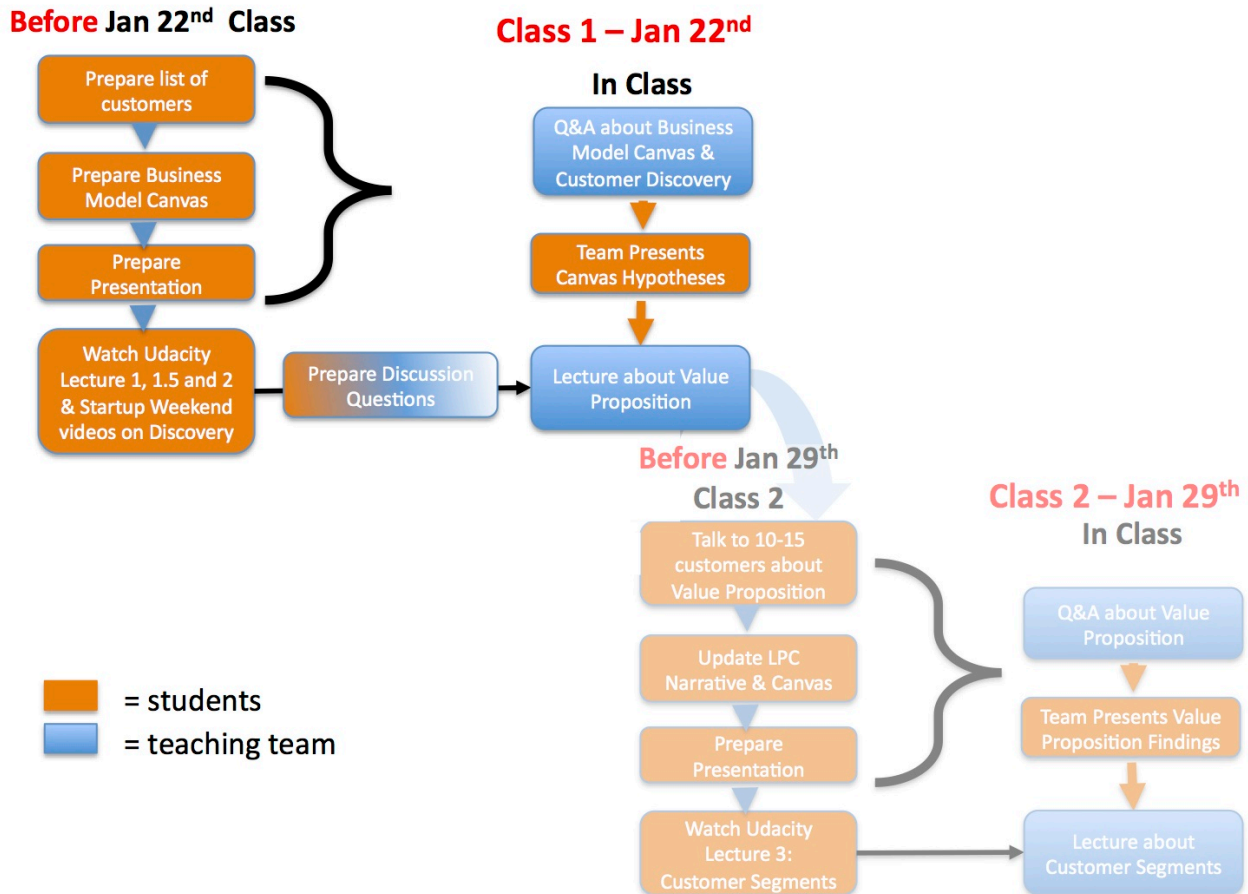 Before Jan 22nd Class
Prepare list of
customers
Prepare Business
Model Canvas
Prepare
Presentation
Watch Udacity
Lecture 1, 1.5 and 2
& Startup Weekend
videos on Discovery
Prepare Discussion
Questions
Class 1 – Jan 22nd
In Class
Q&A about Business
Model Canvas &
Customer Discovery
Team Presents
Canvas Hypotheses
Lecture about Value
Proposition
Before Jan 29th
Class 2
Talk to 10-15
customers about
Value Proposition
Update LPC
Narrative & Canvas
Prepare
Presentation
Watch Udacity
Lecture 3:
Customer Segments
Class 2 – Jan 29th
In Class
Q&A about Value
Proposition
Team Presents Value
Proposition Findings
Lecture about
Customer Segments
= students
= teaching team